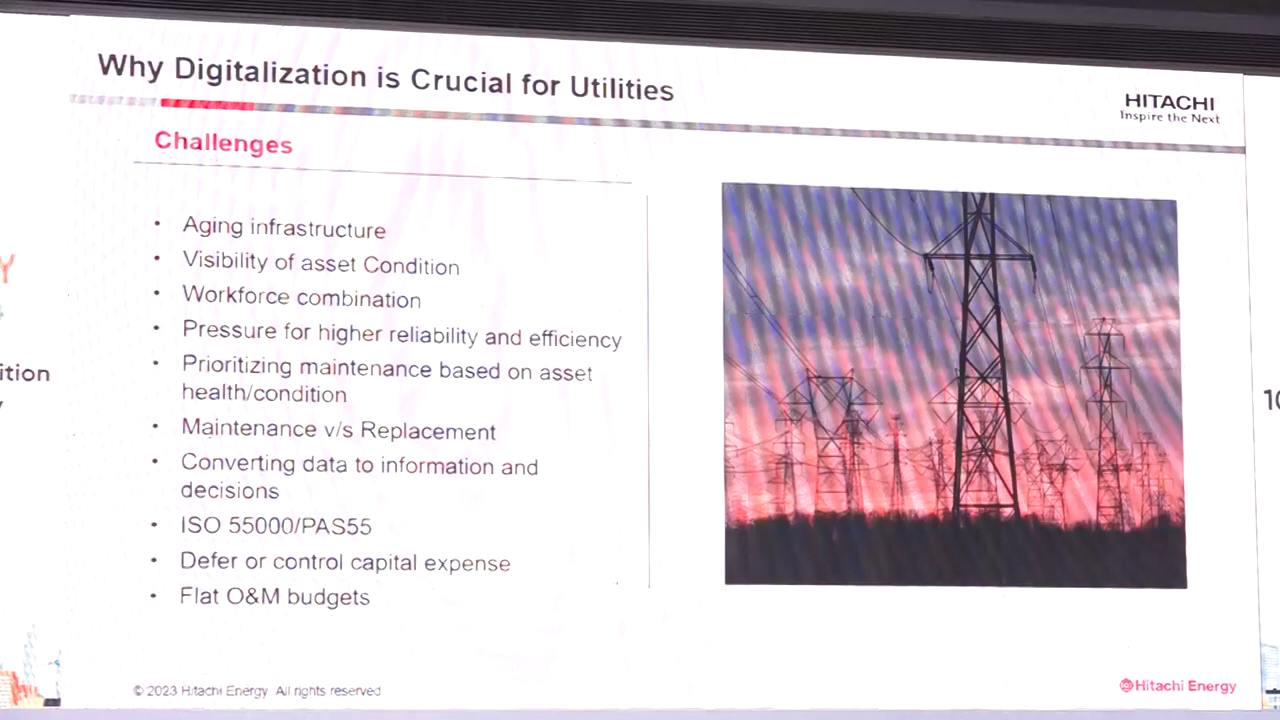 Why Digitalization is Crucial for Utilities
HITACHI
Inspire the Next
Challenges
• Aging infrastructure
• Visibility of asset Condition
• Workforce combination
• Pressure for higher reliability and efficiency
• Prioritizing maintenance based on asset
health/condition
• Maintenance v/s Replacement
• Converting data to information and
decisions
• ISO 55000/PAS55
• Defer or control capital expense
• Flat O&M budgets
© 2023 Hitachi Energy. All rights reserved
Hitachi Energy